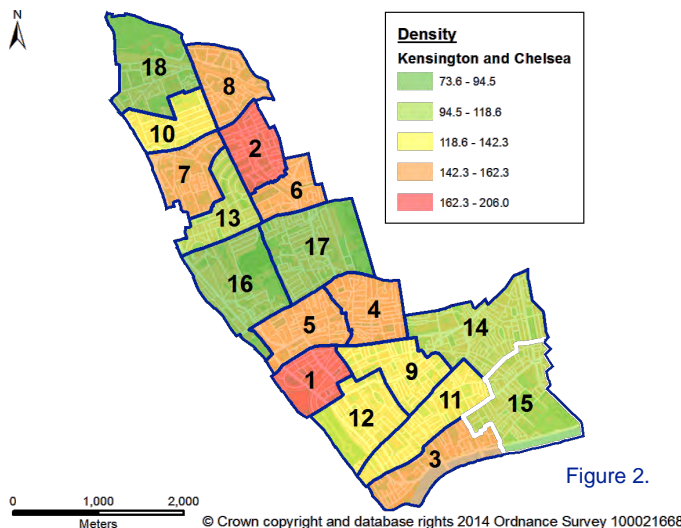 N
Density
Kensington and Chelsea
73.6 - 94.5
94.5 - 118.6
118.6 - 142.3
142.3 - 162.3
162.3 - 206.0
18
8
10
2
7
6
13
17
16
4
5
14
9
1
11
15
12
3
Figure 2.
0 1,000 2,000
Meters
© Crown copyright and database rights 2014 Ordnance Survey 100021668